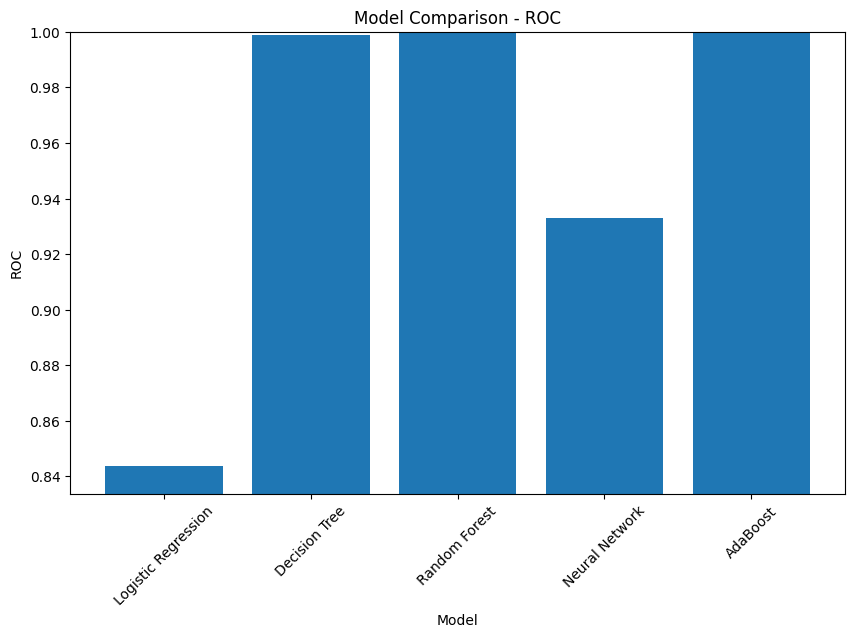 Model Comparison - ROC
1.00
0.98
0.96
0.94
0.92
0.90
0.88
0.86
0.84
ROC
Logistic Regression
Decision Tree
Random Forest
Neural Network
AdaBoost
Model